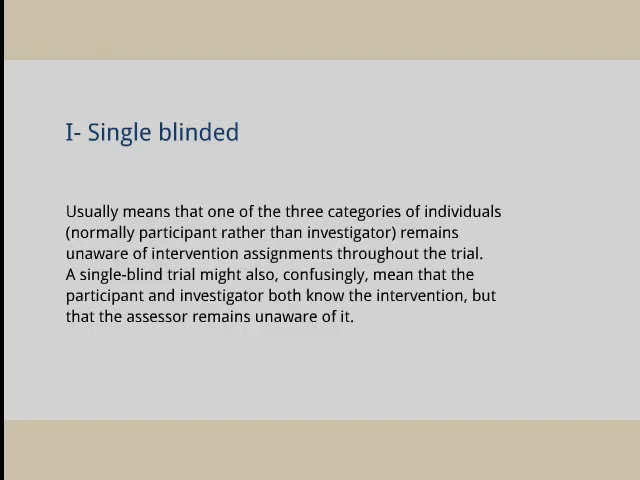 I- Single blinded
Usually means that one of the three categories of individuals
(normally participant rather than investigator) remains
unaware of intervention assignments throughout the trial.
A single-blind trial might also, confusingly, mean that the
participant and investigator both know the intervention, but
that the assessor remains unaware of it.